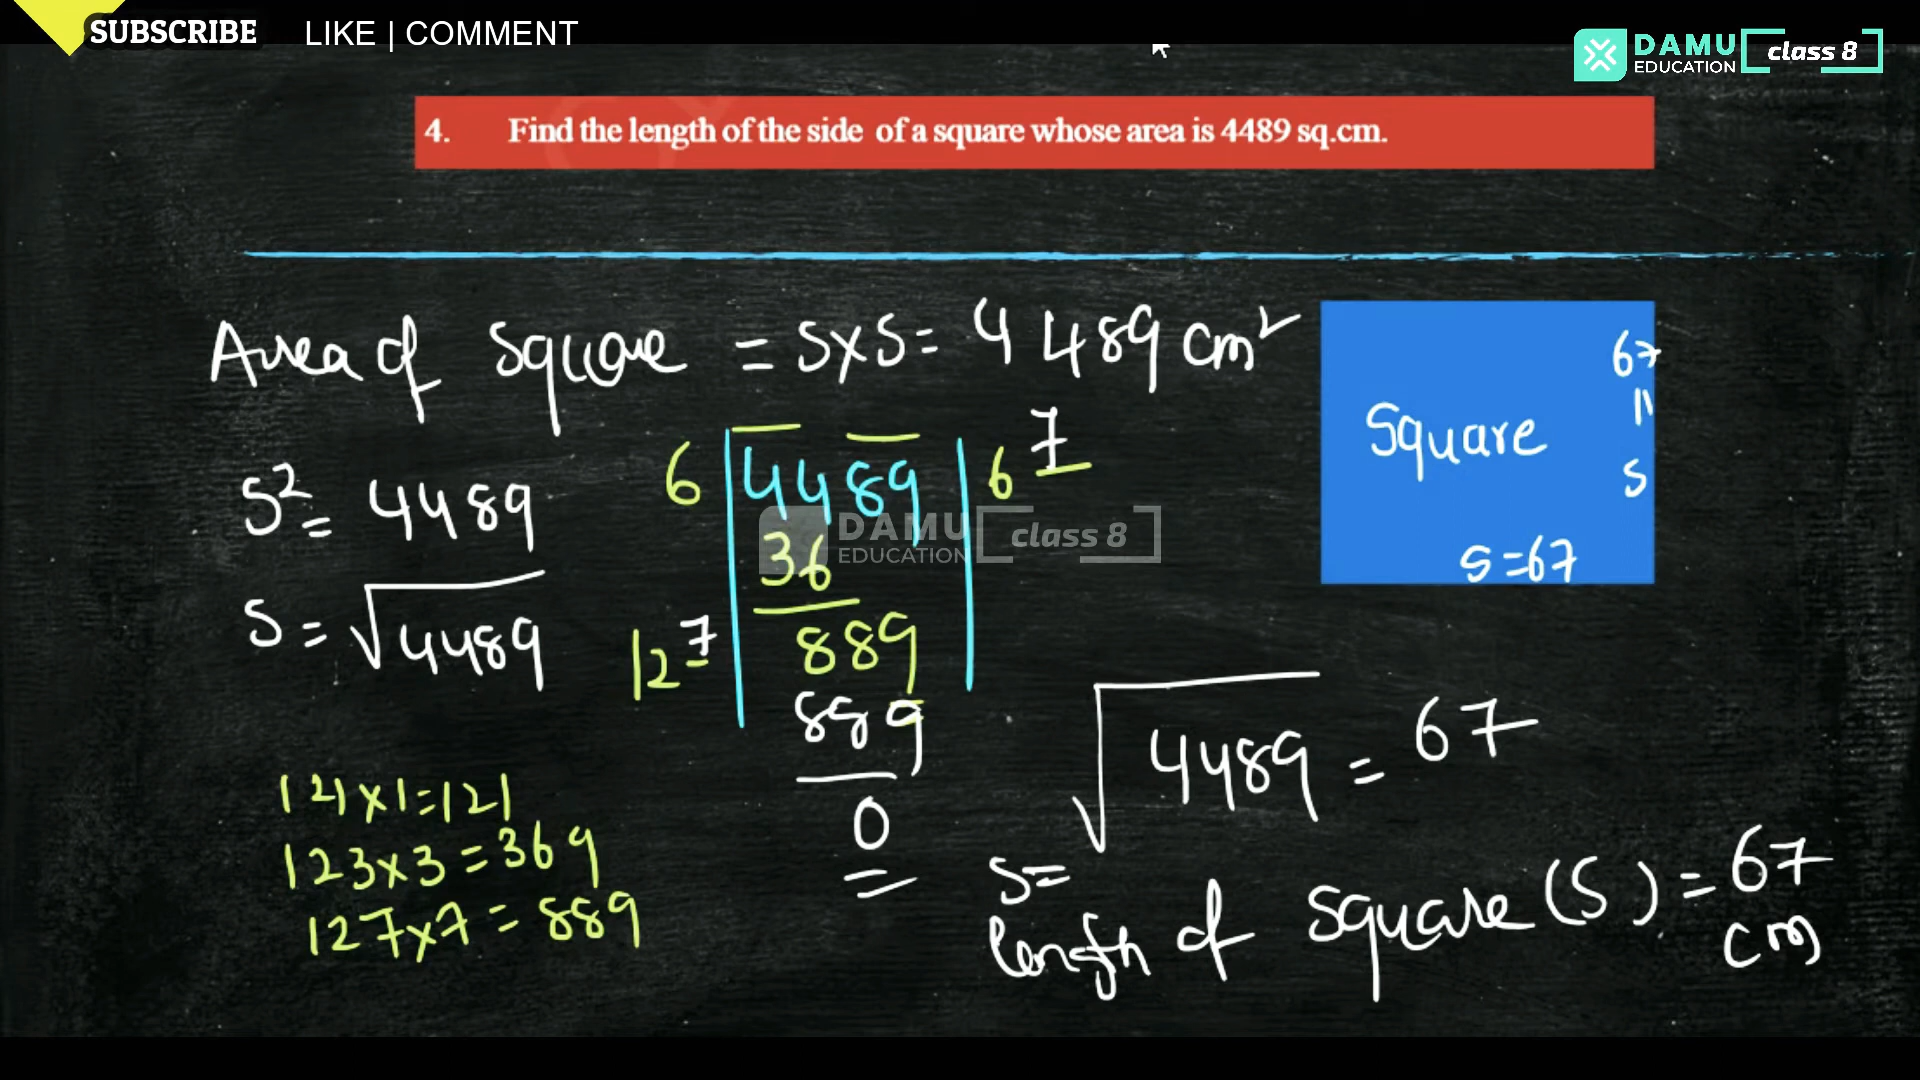 SUBSCRIBE LIKE | COMMENT
DAMU EDUCATION class 8
4. Find the length of the side of a square whose area is 4489 sq.cm.
Area of square = s×s = 4489 cm²
67
11
Square
s
s=67
S² = 4489
S = √4489
6 4489 67
DAMU EDUCATION class 8
36
127 889
889
0
121×1=121
123×3=369
127×7=889
√4489 = 67
s=
length of square (s) = 67 cm